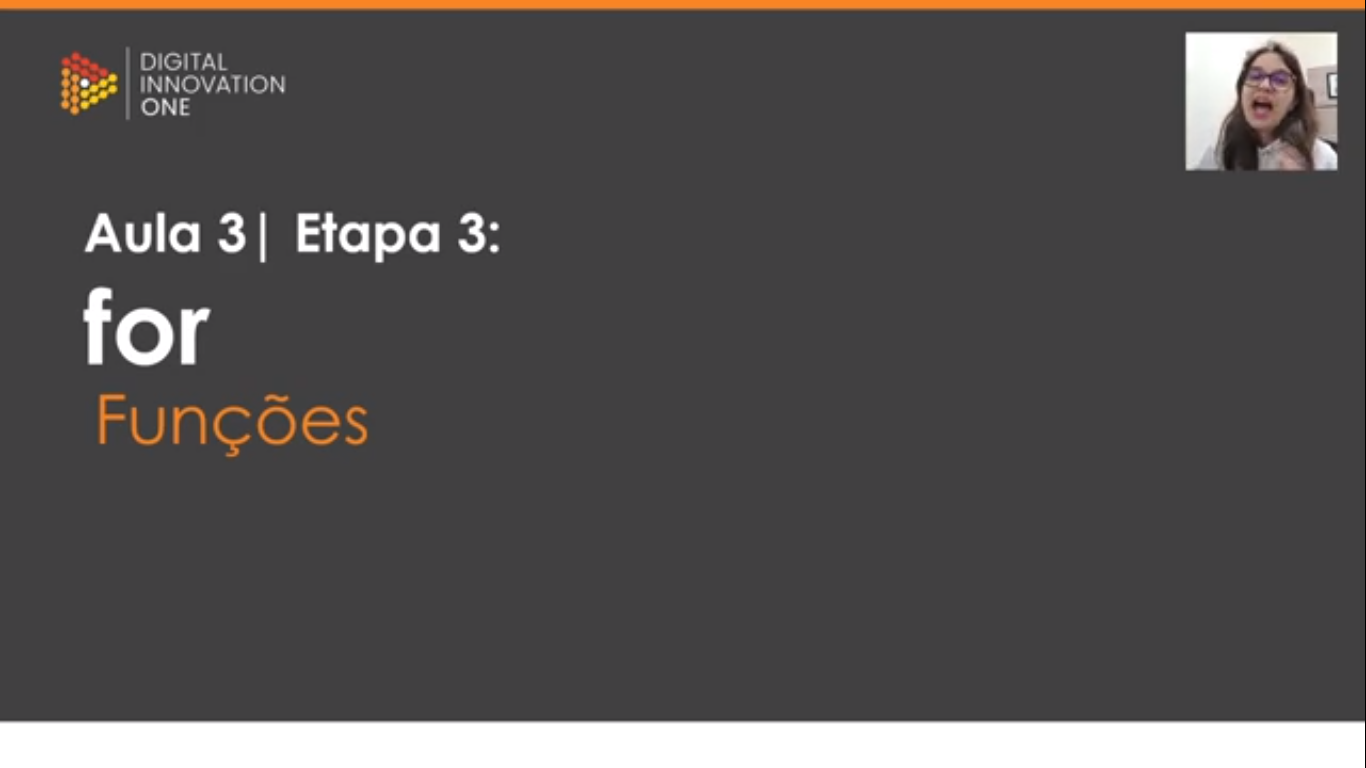 DIGITAL
INNOVATION
ONE
Aula 3| Etapa 3:
for
Funções